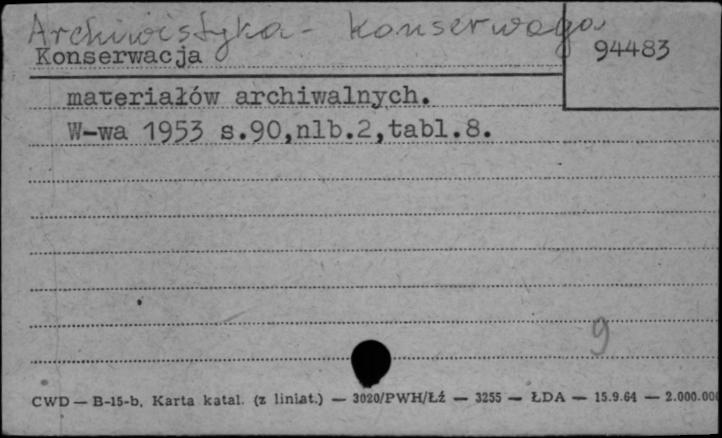 Archiwistyka - konserwacja
Konserwacja
94483
materiałów archiwalnych.
W-wa 1953 s.90,nlb.2,tabl.8.
9
CWD — B-15-b, Karta katal. (z liniat.) — 3020/PWH/Łź — 3255 — ŁDA — 15.9.64 — 2.000.000